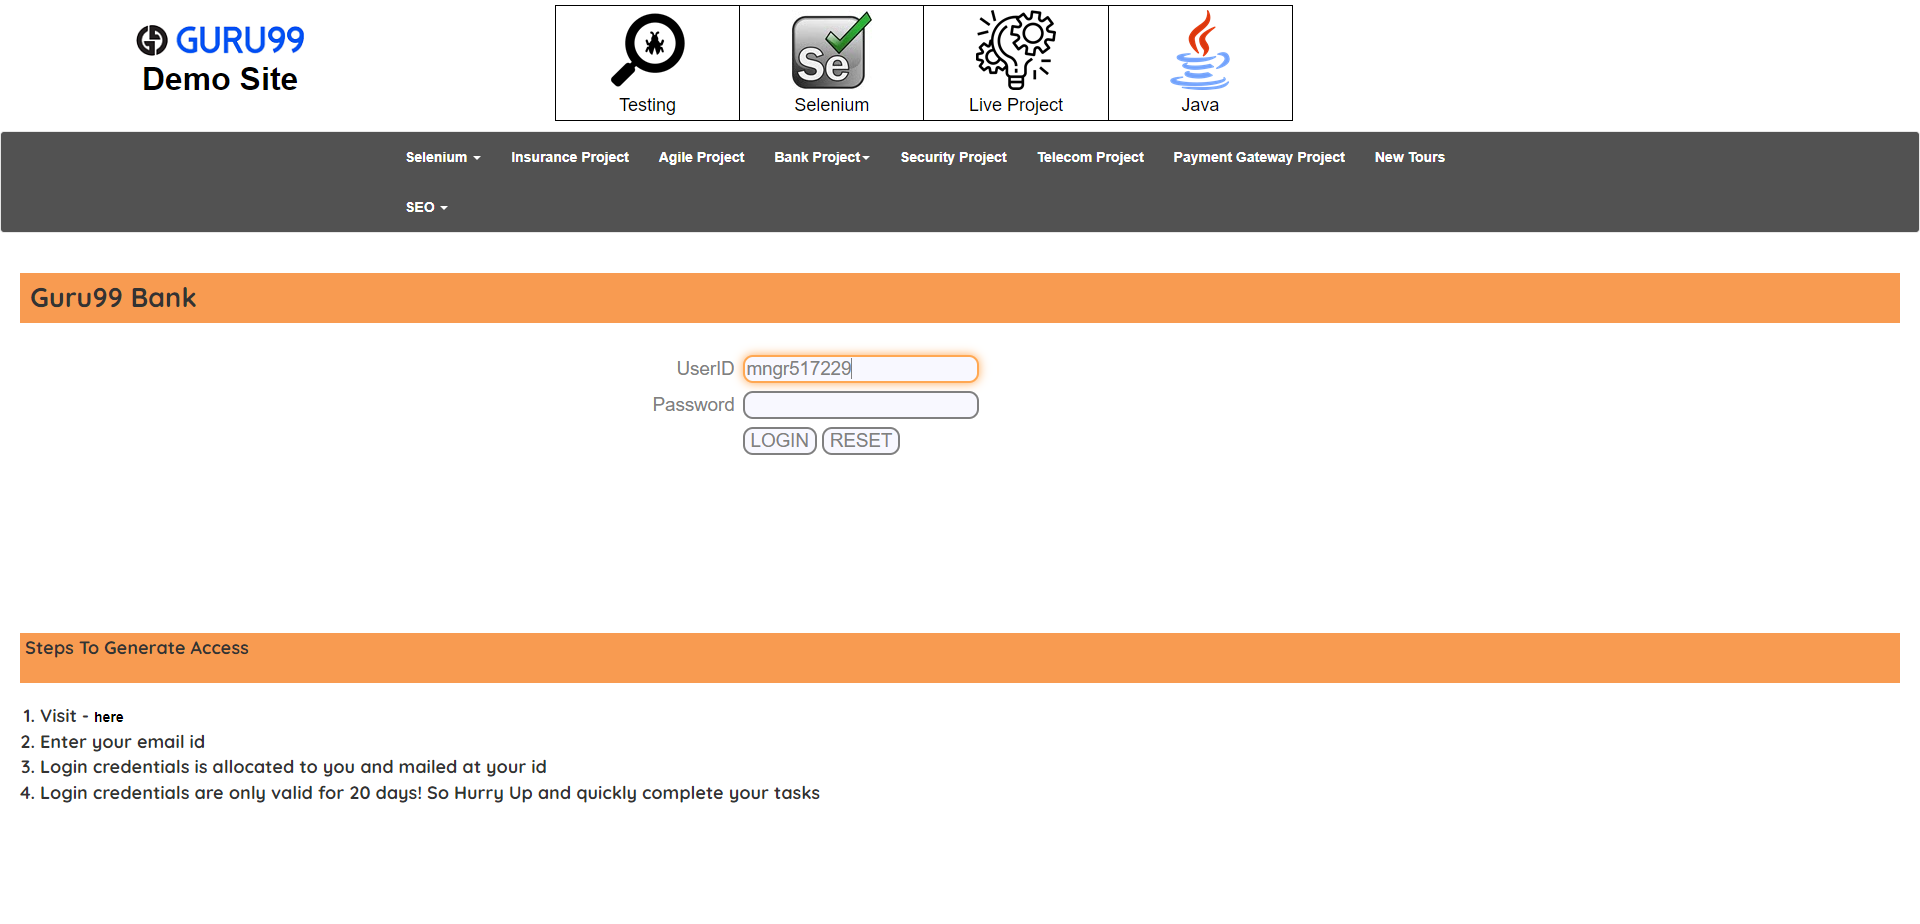 GURU99
Demo Site
Se
Testing
Selenium
Live Project
Java
Selenium
Insurance Project
Agile Project
Bank Project
Security Project
Telecom Project
Payment Gateway Project
New Tours
SEO
Guru99 Bank
UserID mngr517229
Password
LOGIN RESET
Steps To Generate Access
1. Visit - here
2. Enter your email id
3. Login credentials is allocated to you and mailed at your id
4. Login credentials are only valid for 20 days! So Hurry Up and quickly complete your tasks